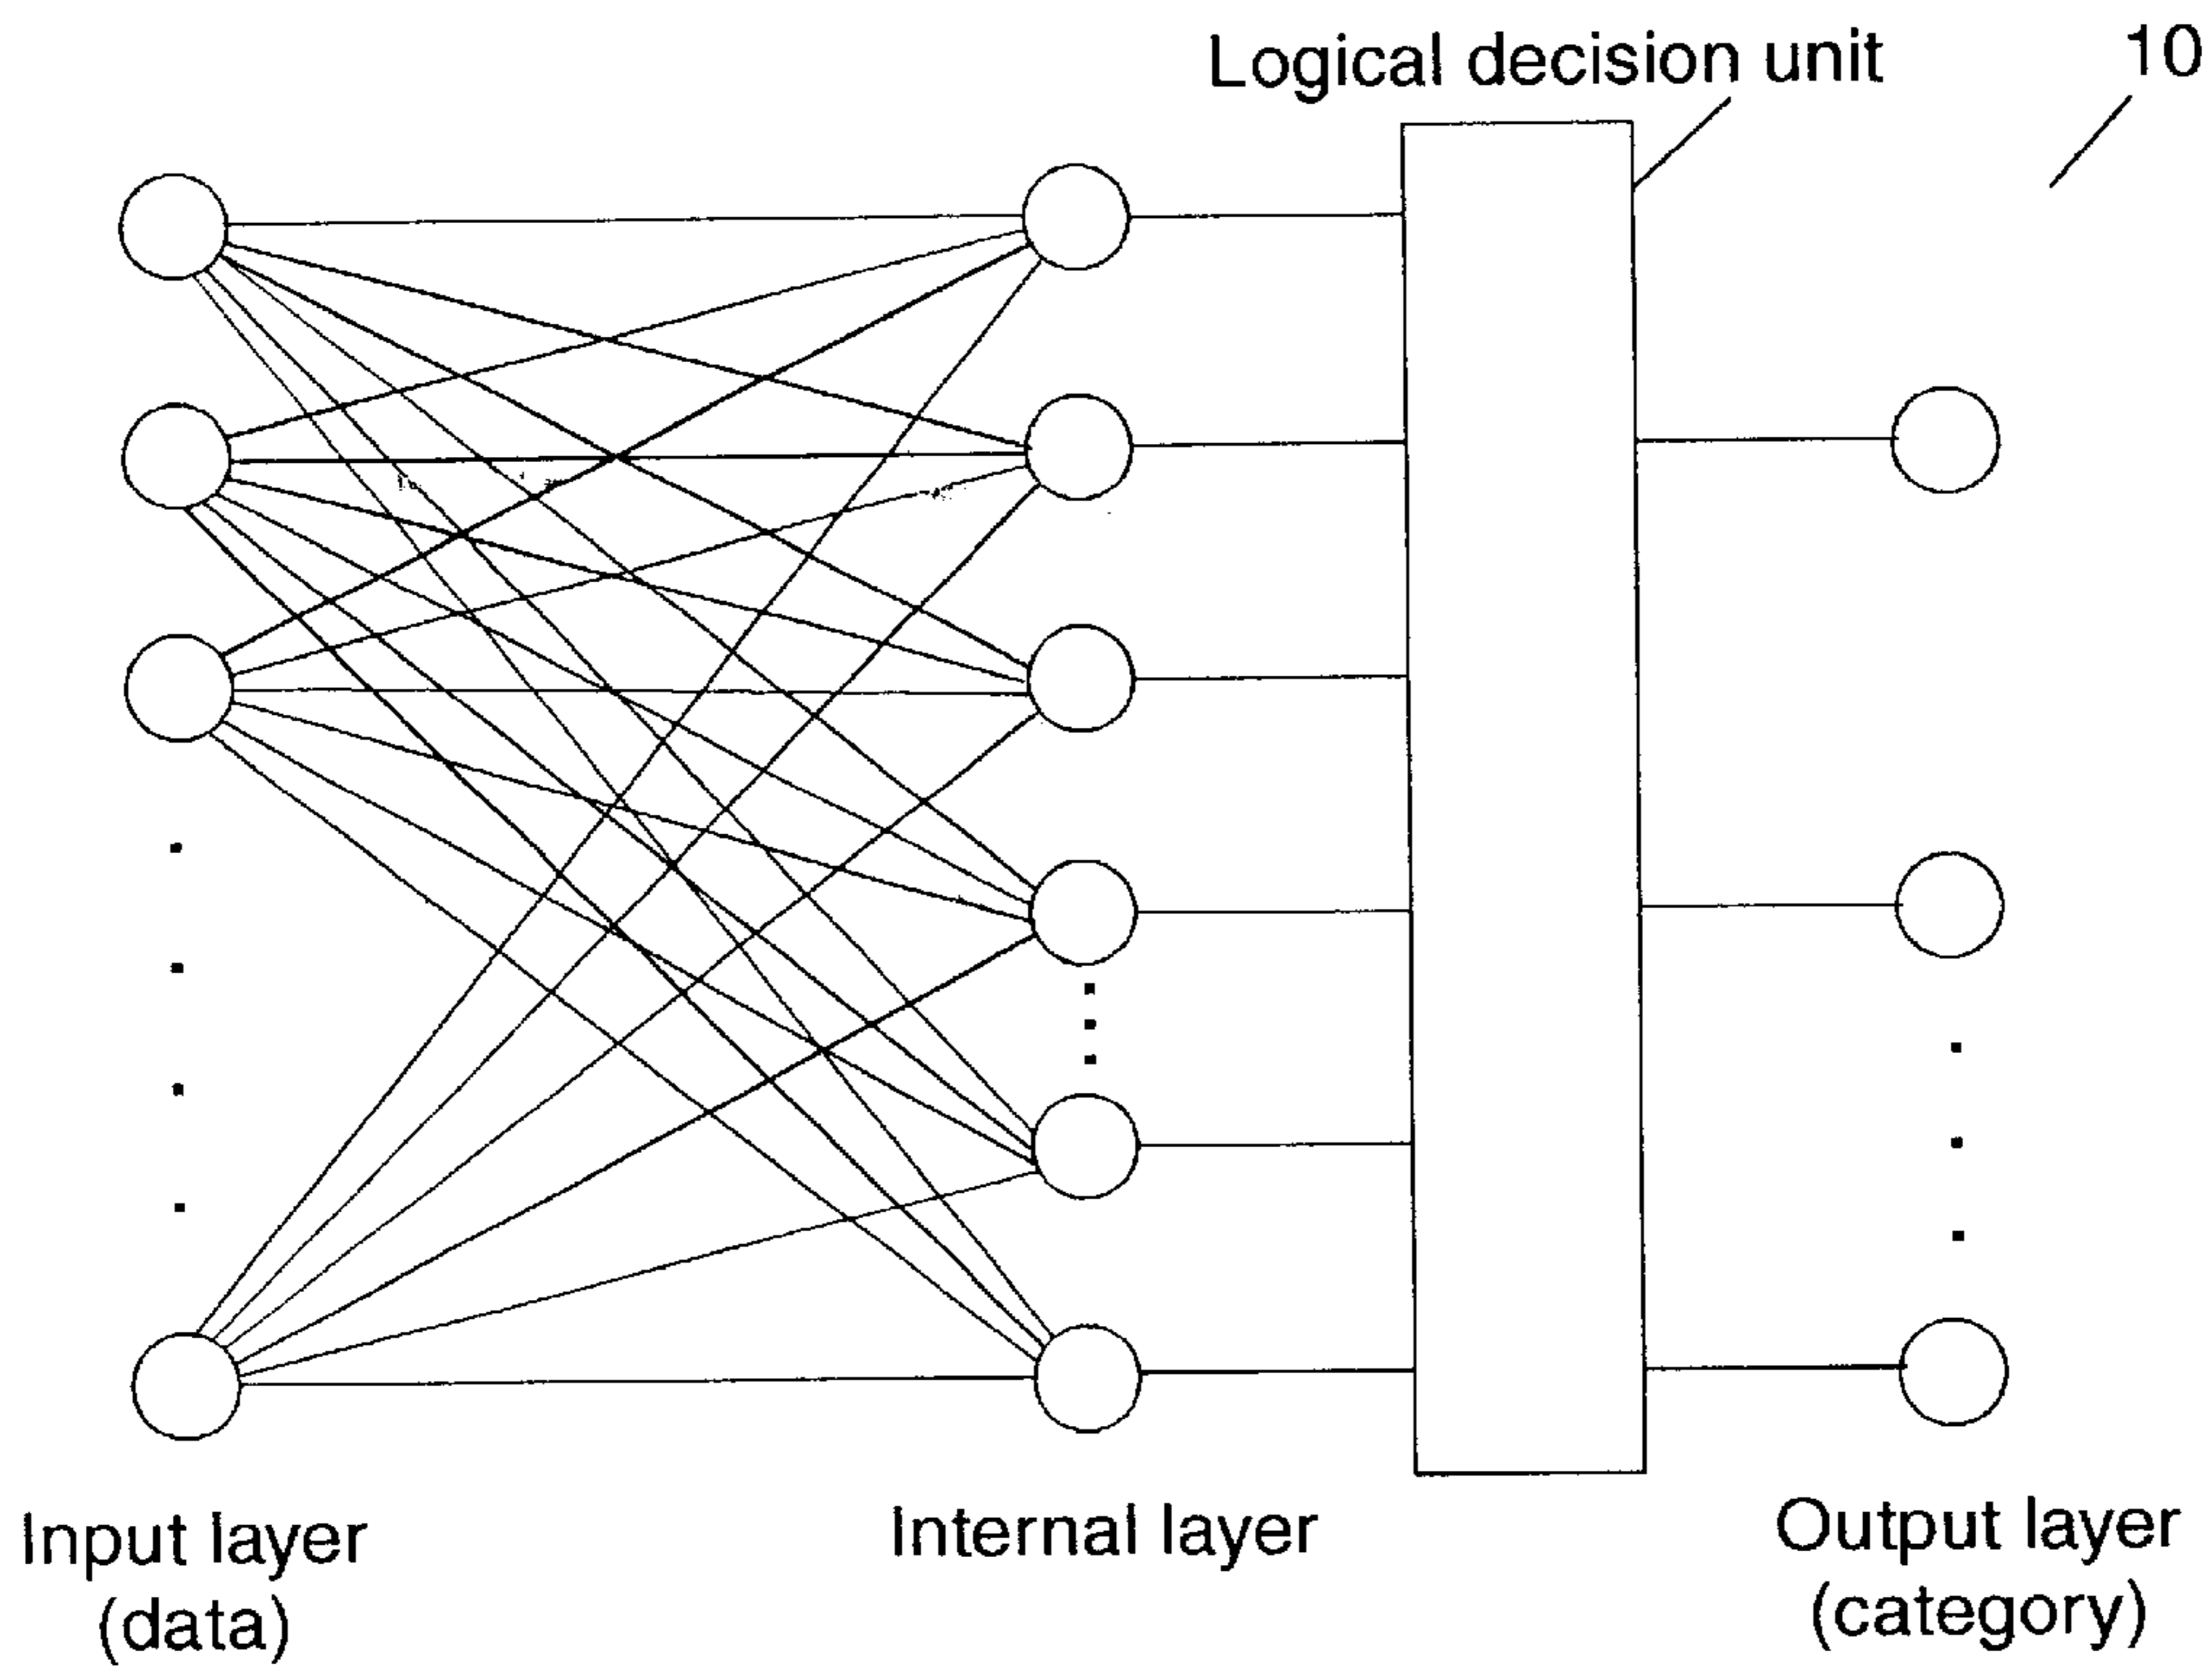 Logical decision unit
10
Input layer
(data)
Internal layer
Output layer
(category)